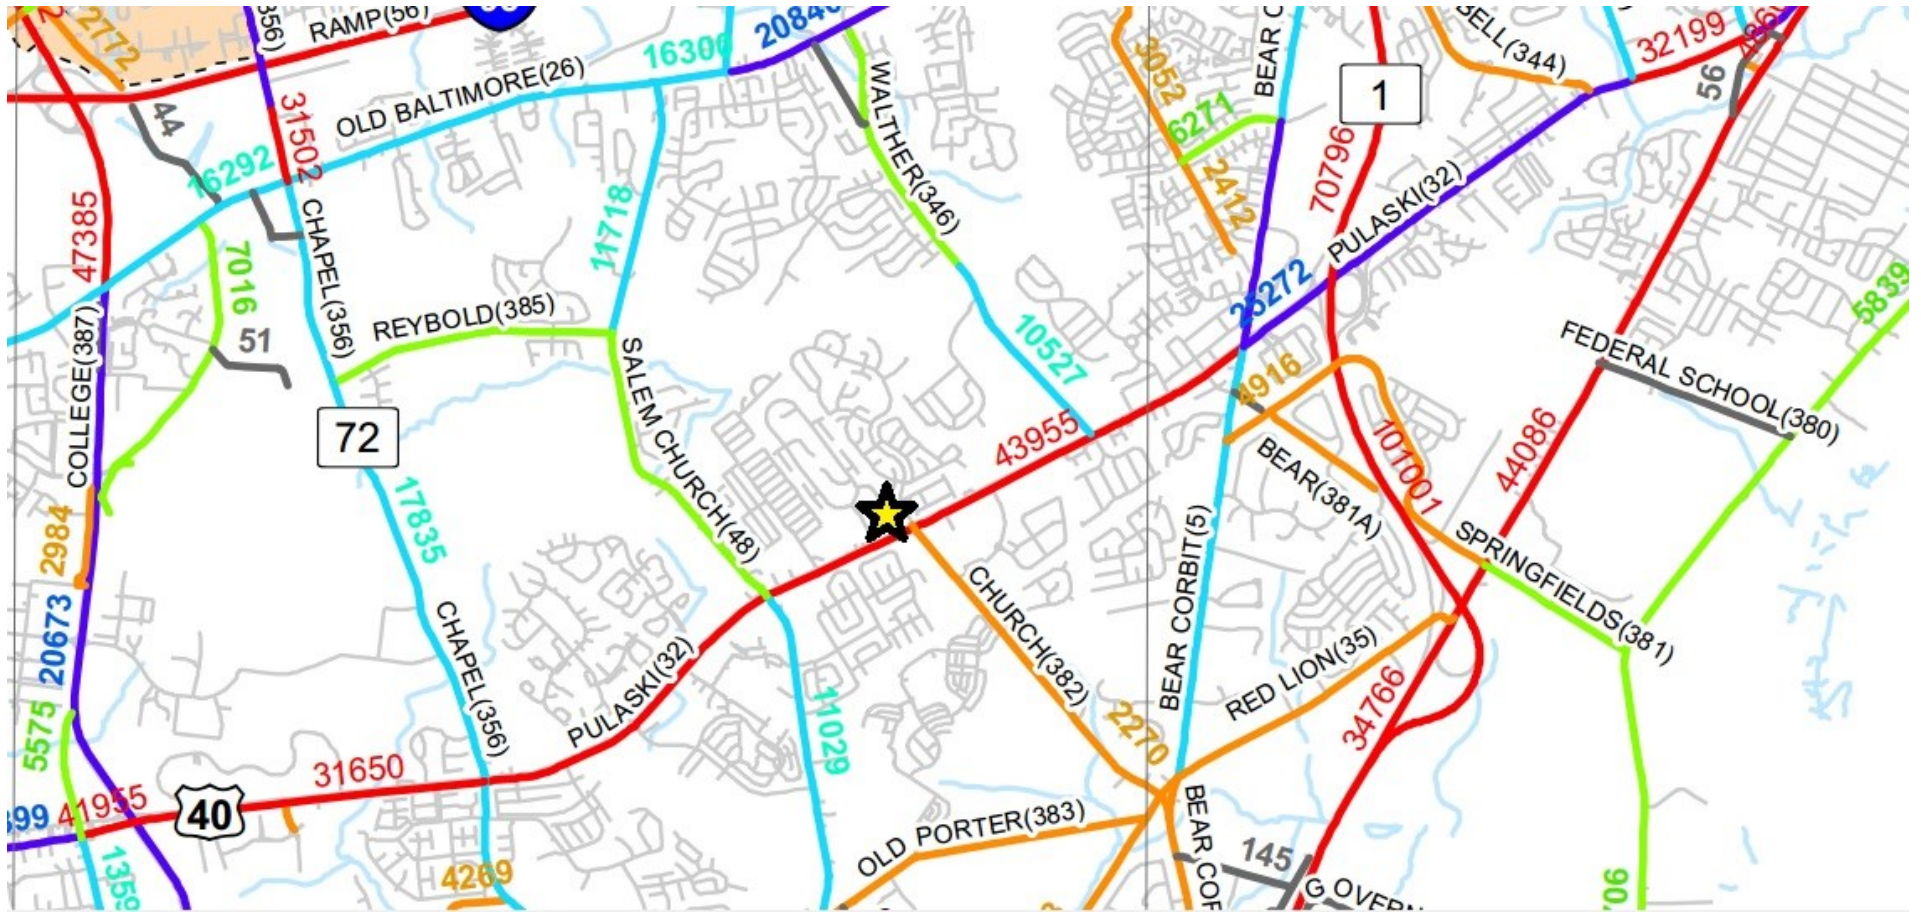 2772
RAMP(56)
20840
16300
BELL(344)
32199
OLD BALTIMORE(26)
WALTHER(346)
3052
6271
2412
1
56
44
31502
16292
47385
7016
51
COLLEGE(387)
CHAPEL(356)
REYBOLD(385)
11718
10527
25272
70796
PULASKI(32)
4916
FEDERAL SCHOOL(380)
5839
72
SALEM CHURCH(48)
43955
BEAR(381A)
101001
44086
17835
2984
20673
5575
CHAPEL(356)
PULASKI(32)
CHURCH(382)
BEAR CORBIT(5)
SPRINGFIELDS(381)
RED LION(35)
2270
34766
11029
31650
40
41955
OLD PORTER(383)
145
4269